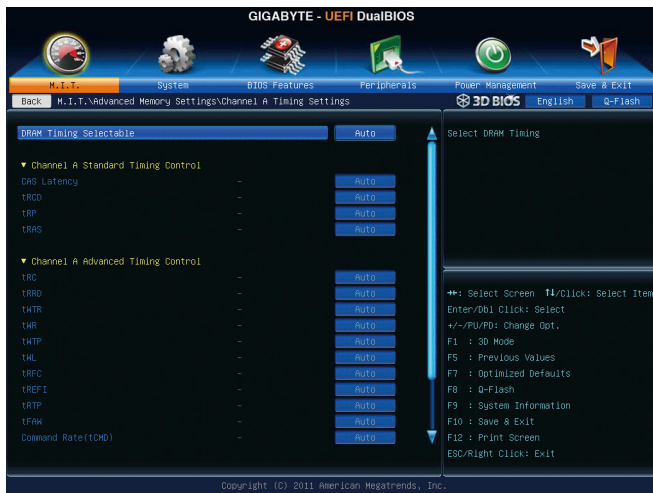 GIGABYTE - UEFI DualBIOS
M.I.T. System BIOS Features Peripherals Power Management Save & Exit
Back M.I.T.\Advanced Memory Settings\Channel A Timing Settings 3D BIOS English Q-Flash
DRAM Timing Selectable Auto
Select DRAM Timing
▼ Channel A Standard Timing Control
CAS Latency - Auto
tRCD - Auto
tRP - Auto
tRAS - Auto
▼ Channel A Advanced Timing Control
tRC - Auto
tRRD - Auto
tWTR - Auto
tWR - Auto
tWTP - Auto
tWL - Auto
tRFC - Auto
tREFI - Auto
tRTP - Auto
tFAW - Auto
Command Rate(tCMD) - Auto
→←: Select Screen ↑↓/Click: Select Item
Enter/Dbl Click: Select
+/-/PU/PD: Change Opt.
F1 : 3D Mode
F5 : Previous Values
F7 : Optimized Defaults
F8 : Q-Flash
F9 : System Information
F10 : Save & Exit
F12 : Print Screen
ESC/Right Click: Exit
Copyright (C) 2011 American Megatrends, Inc.